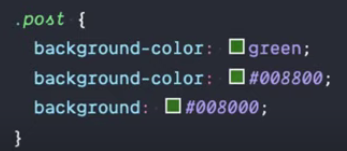 .post {
background-color: green;
background-color: #008800;
background: #008000;
}